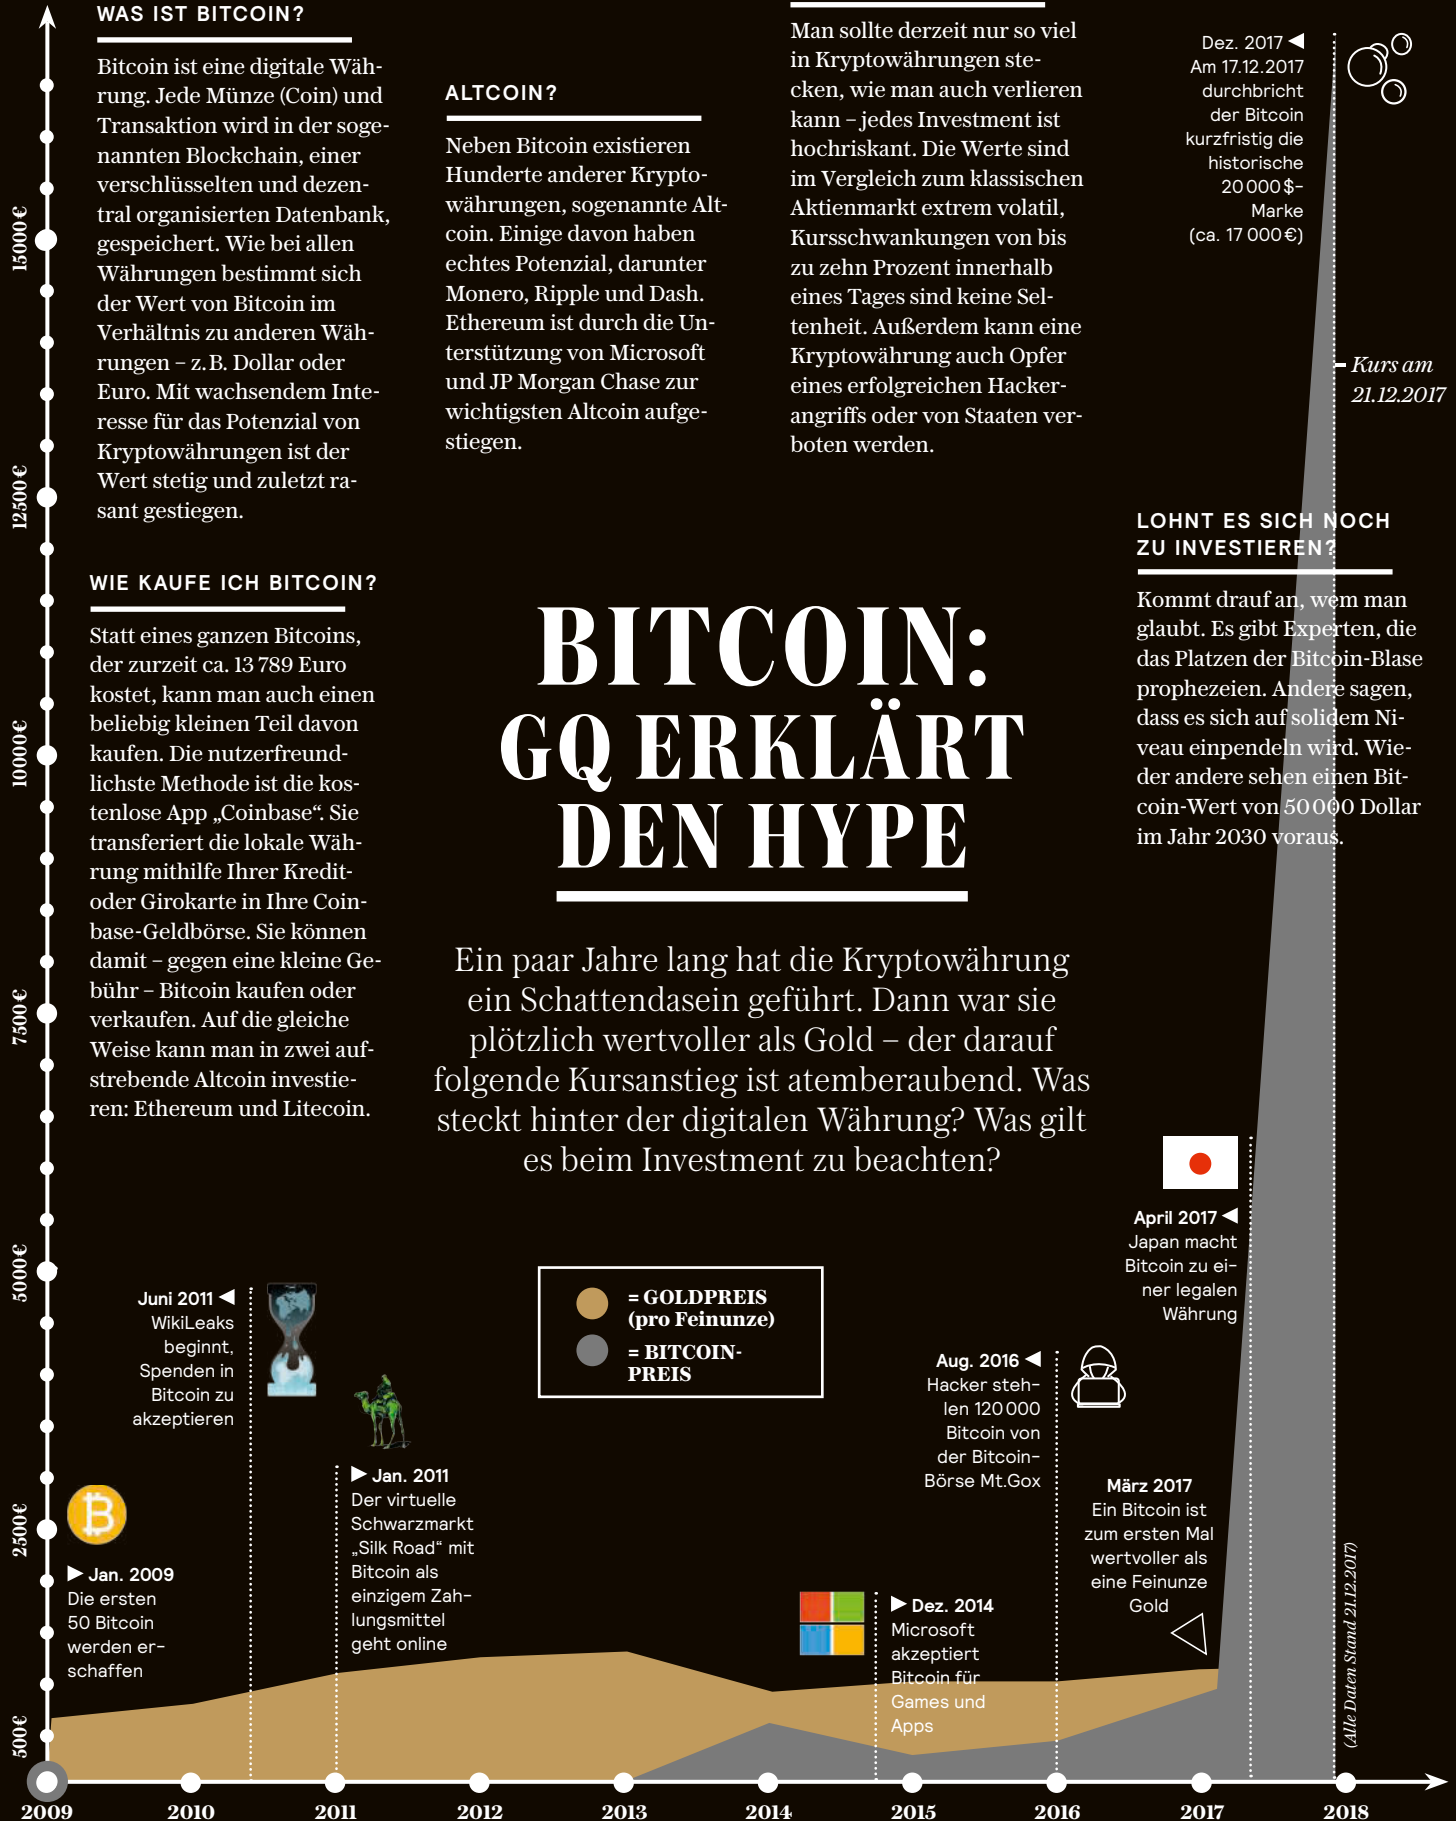 WAS IST BITCOIN?
Bitcoin ist eine digitale Wäh-
rung. Jede Münze (Coin) und
Transaktion wird in der soge-
nannten Blockchain, einer
verschlüsselten und dezen-
tral organisierten Datenbank,
gespeichert. Wie bei allen
Währungen bestimmt sich
der Wert von Bitcoin im
Verhältnis zu anderen Wäh-
rungen – z. B. Dollar oder
Euro. Mit wachsendem Inte-
resse für das Potenzial von
Kryptowährungen ist der
Wert stetig und zuletzt ra-
sant gestiegen.
WIE KAUFE ICH BITCOIN?
Statt eines ganzen Bitcoins,
der zurzeit ca. 13 789 Euro
kostet, kann man auch einen
beliebig kleinen Teil davon
kaufen. Die nutzerfreund-
lichste Methode ist die kos-
tenlose App „Coinbase“. Sie
transferiert die lokale Wäh-
rung mithilfe Ihrer Kredit-
oder Girokarte in Ihre Coin-
base-Geldbörse. Sie können
damit – gegen eine kleine Ge-
bühr – Bitcoin kaufen oder
verkaufen. Auf die gleiche
Weise kann man in zwei auf-
strebende Altcoin investie-
ren: Ethereum und Litecoin.
ALTCOIN?
Neben Bitcoin existieren
Hunderte anderer Krypto-
währungen, sogenannte Alt-
coin. Einige davon haben
echtes Potenzial, darunter
Monero, Ripple und Dash.
Ethereum ist durch die Un-
terstützung von Microsoft
und JP Morgan Chase zur
wichtigsten Altcoin aufge-
stiegen.
Man sollte derzeit nur so viel
in Kryptowährungen ste-
cken, wie man auch verlieren
kann – jedes Investment ist
hochriskant. Die Werte sind
im Vergleich zum klassischen
Aktienmarkt extrem volatil,
Kursschwankungen von bis
zu zehn Prozent innerhalb
eines Tages sind keine Sel-
tenheit. Außerdem kann eine
Kryptowährung auch Opfer
eines erfolgreichen Hacker-
angriffs oder von Staaten ver-
boten werden.
Dez. 2017
Am 17.12.2017
durchbricht
der Bitcoin
kurzfristig die
historische
20 000 $-
Marke
(ca. 17 000 €)
Kurs am
21.12.2017
LOHNT ES SICH NOCH
ZU INVESTIEREN?
Kommt drauf an, wem man
glaubt. Es gibt Experten, die
das Platzen der Bitcoin-Blase
prophezeien. Andere sagen,
dass es sich auf solidem Ni-
veau einpendeln wird. Wie-
der andere sehen einen Bit-
coin-Wert von 50 000 Dollar
im Jahr 2030 voraus.
BITCOIN:
GQ ERKLÄRT
DEN HYPE
Ein paar Jahre lang hat die Kryptowährung
ein Schattendasein geführt. Dann war sie
plötzlich wertvoller als Gold – der darauf
folgende Kursanstieg ist atemberaubend. Was
steckt hinter der digitalen Währung? Was gilt
es beim Investment zu beachten?
= GOLDPREIS
(pro Feinunze)
= BITCOIN-
PREIS
Jan. 2009
Die ersten
50 Bitcoin
werden er-
schaffen
Juni 2011
WikiLeaks
beginnt,
Spenden in
Bitcoin zu
akzeptieren
Jan. 2011
Der virtuelle
Schwarzmarkt
„Silk Road“ mit
Bitcoin als
einzigem Zah-
lungsmittel
geht online
Dez. 2014
Microsoft
akzeptiert
Bitcoin für
Games und
Apps
Aug. 2016
Hacker steh-
len 120 000
Bitcoin von
der Bitcoin-
Börse Mt.Gox
März 2017
Ein Bitcoin ist
zum ersten Mal
wertvoller als
eine Feinunze
Gold
April 2017
Japan macht
Bitcoin zu ei-
ner legalen
Währung
(Alle Daten Stand 21.12.2017)
15000 €
12500 €
10000 €
7500 €
5000 €
2500 €
500 €
2009 2010 2011 2012 2013 2014 2015 2016 2017 2018